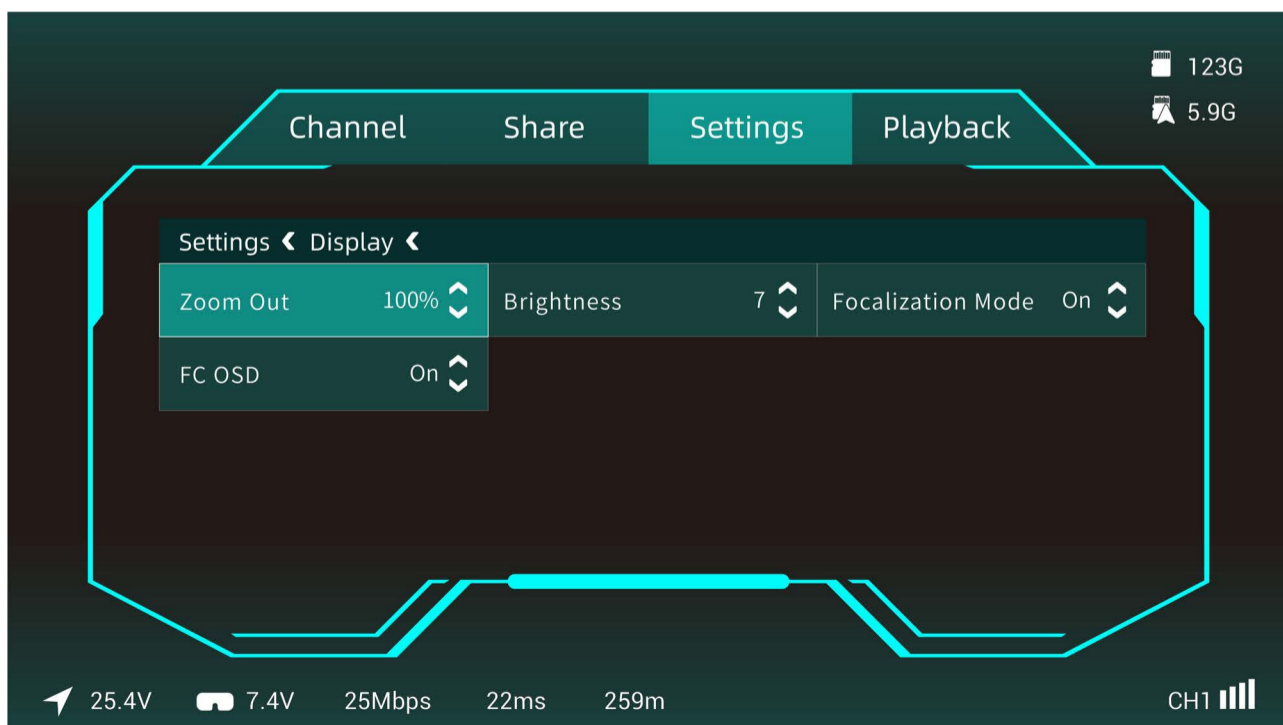 123G
5.9G
Channel Share Settings Playback
Settings Display
Zoom Out 100% Brightness 7 Focalization Mode On
FC OSD On
25.4V 7.4V 25Mbps 22ms 259m CH1